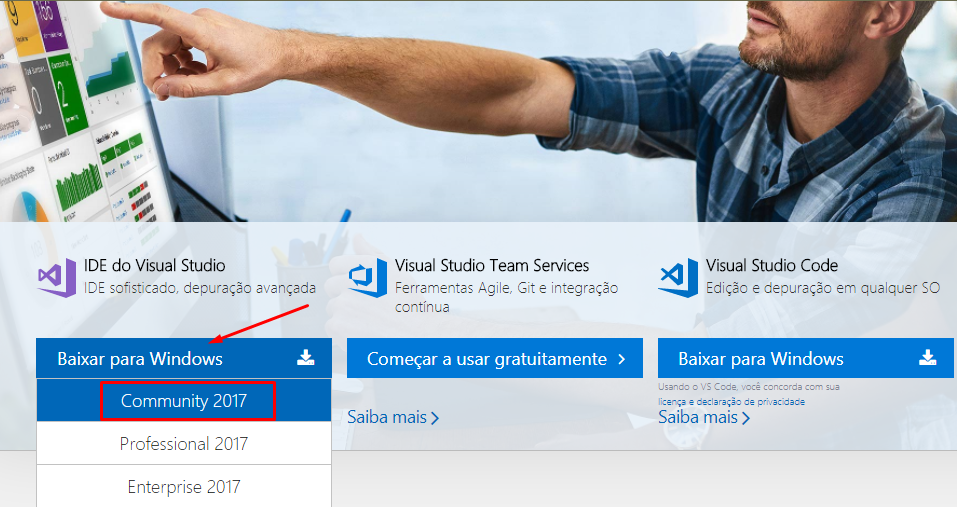 IDE do Visual Studio
IDE sofisticado, depuração avançada
Baixar para Windows
Community 2017
Professional 2017
Enterprise 2017
Visual Studio Team Services
Ferramentas Agile, Git e integração
contínua
Começar a usar gratuitamente
Saiba mais
Visual Studio Code
Edição e depuração em qualquer SO
Baixar para Windows
Usando o VS Code, você concorda com sua
licença e declaração de privacidade
Saiba mais